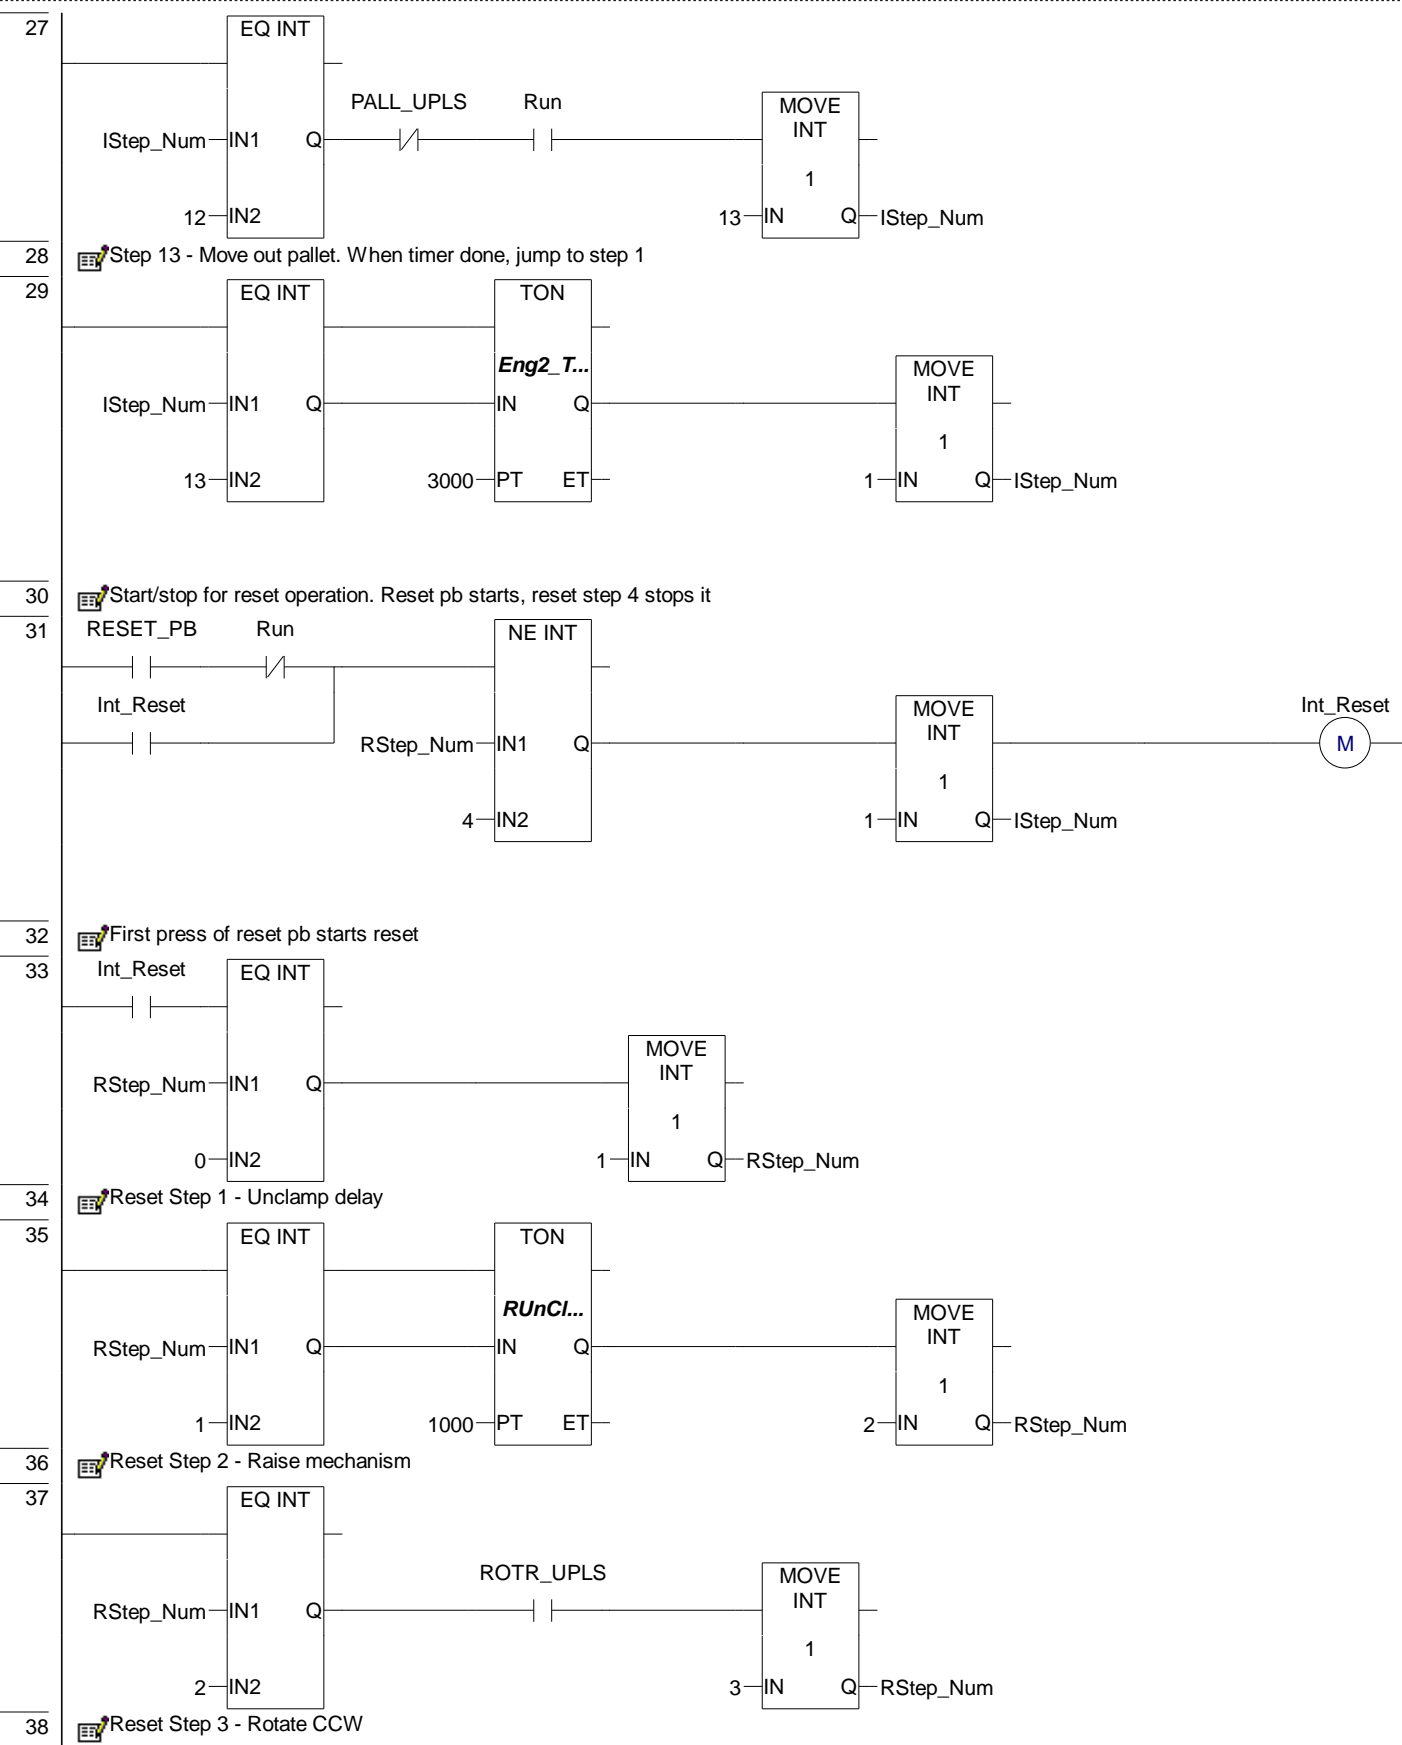 27
EQ INT
PALL_UPLS
Run
MOVE
INT
IStep_Num
IN1
Q
1
12
IN2
13
IN
Q
IStep_Num
28
Step 13 - Move out pallet. When timer done, jump to step 1
29
EQ INT
TON
Eng2_T...
MOVE
INT
IStep_Num
IN1
Q
IN
Q
1
13
IN2
3000
PT
ET
1
IN
Q
IStep_Num
30
Start/stop for reset operation. Reset pb starts, reset step 4 stops it
31
RESET_PB
Run
NE INT
Int_Reset
MOVE
INT
Int_Reset
RStep_Num
IN1
Q
M
1
4
IN2
1
IN
Q
IStep_Num
32
First press of reset pb starts reset
33
Int_Reset
EQ INT
MOVE
INT
RStep_Num
IN1
Q
1
0
IN2
1
IN
Q
RStep_Num
34
Reset Step 1 - Unclamp delay
35
EQ INT
TON
RUnCl...
MOVE
INT
RStep_Num
IN1
Q
IN
Q
1
1
IN2
1000
PT
ET
2
IN
Q
RStep_Num
36
Reset Step 2 - Raise mechanism
37
EQ INT
ROTR_UPLS
MOVE
INT
RStep_Num
IN1
Q
1
2
IN2
3
IN
Q
RStep_Num
38
Reset Step 3 - Rotate CCW